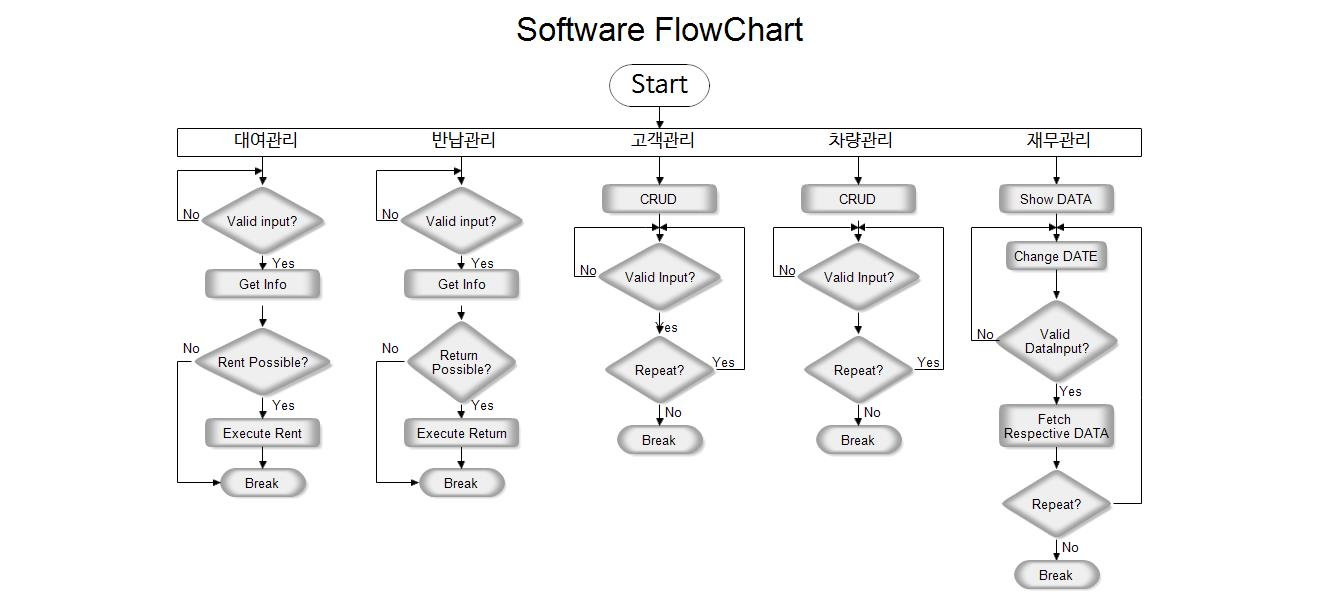 Software FlowChart
Start
대여관리
반납관리
고객관리
차량관리
재무관리
Valid input?
No
Yes
Get Info
Rent Possible?
No
Yes
Execute Rent
Break
Valid input?
No
Yes
Get Info
Return
Possible?
No
Yes
Execute Return
Break
CRUD
Valid Input?
No
Yes
Repeat?
Yes
No
Break
CRUD
Valid Input?
No
Repeat?
Yes
No
Break
Show DATA
Change DATE
Valid
DataInput?
No
Yes
Fetch
Respective DATA
Repeat?
No
Break